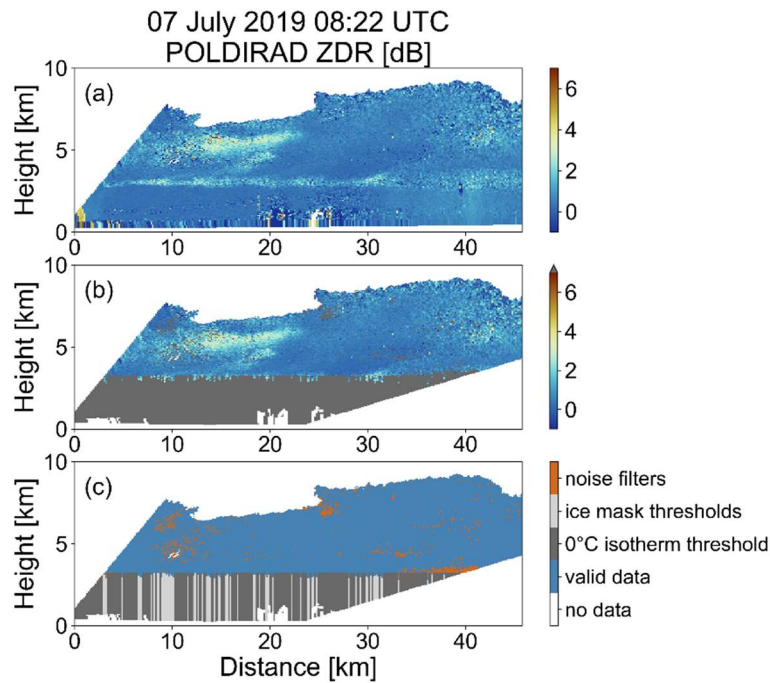 07 July 2019 08:22 UTC
POLDIRAD ZDR [dB]
10
(a)
5
0
Height [km]
0 10 20 30 40
6
4
2
0
10
(b)
5
0
Height [km]
0 10 20 30 40
6
4
2
0
10
(c)
5
0
Height [km]
0 10 20 30 40
Distance [km]
noise filters
ice mask thresholds
0°C isotherm threshold
valid data
no data